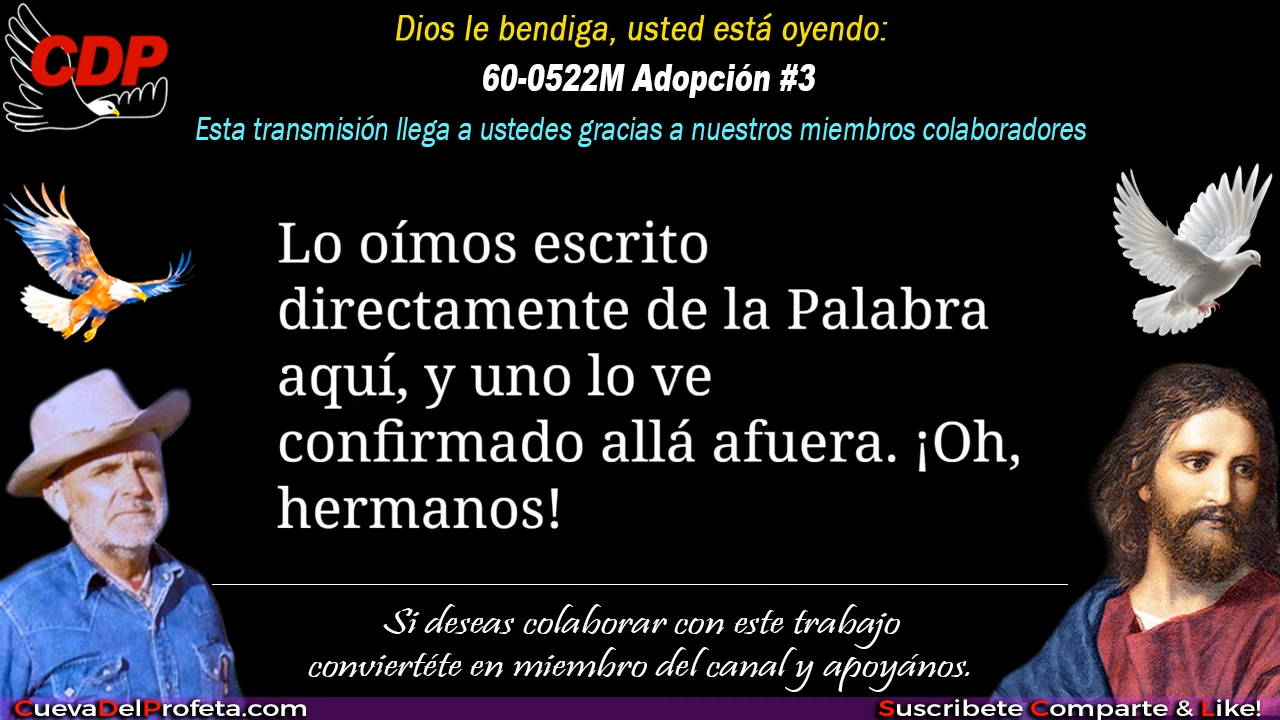 CDP
Dios le bendiga, usted está oyendo:
60-0522M Adopción #3
Esta transmisión llega a ustedes gracias a nuestros miembros colaboradores
Lo oímos escrito
directamente de la Palabra
aquí, y uno lo ve
confirmado allá afuera. ¡Oh,
hermanos!
Si deseas colaborar con este trabajo
conviertéte en miembro del canal y apoyános.
CuevaDelProfeta.com
Suscribete Comparte & Like!